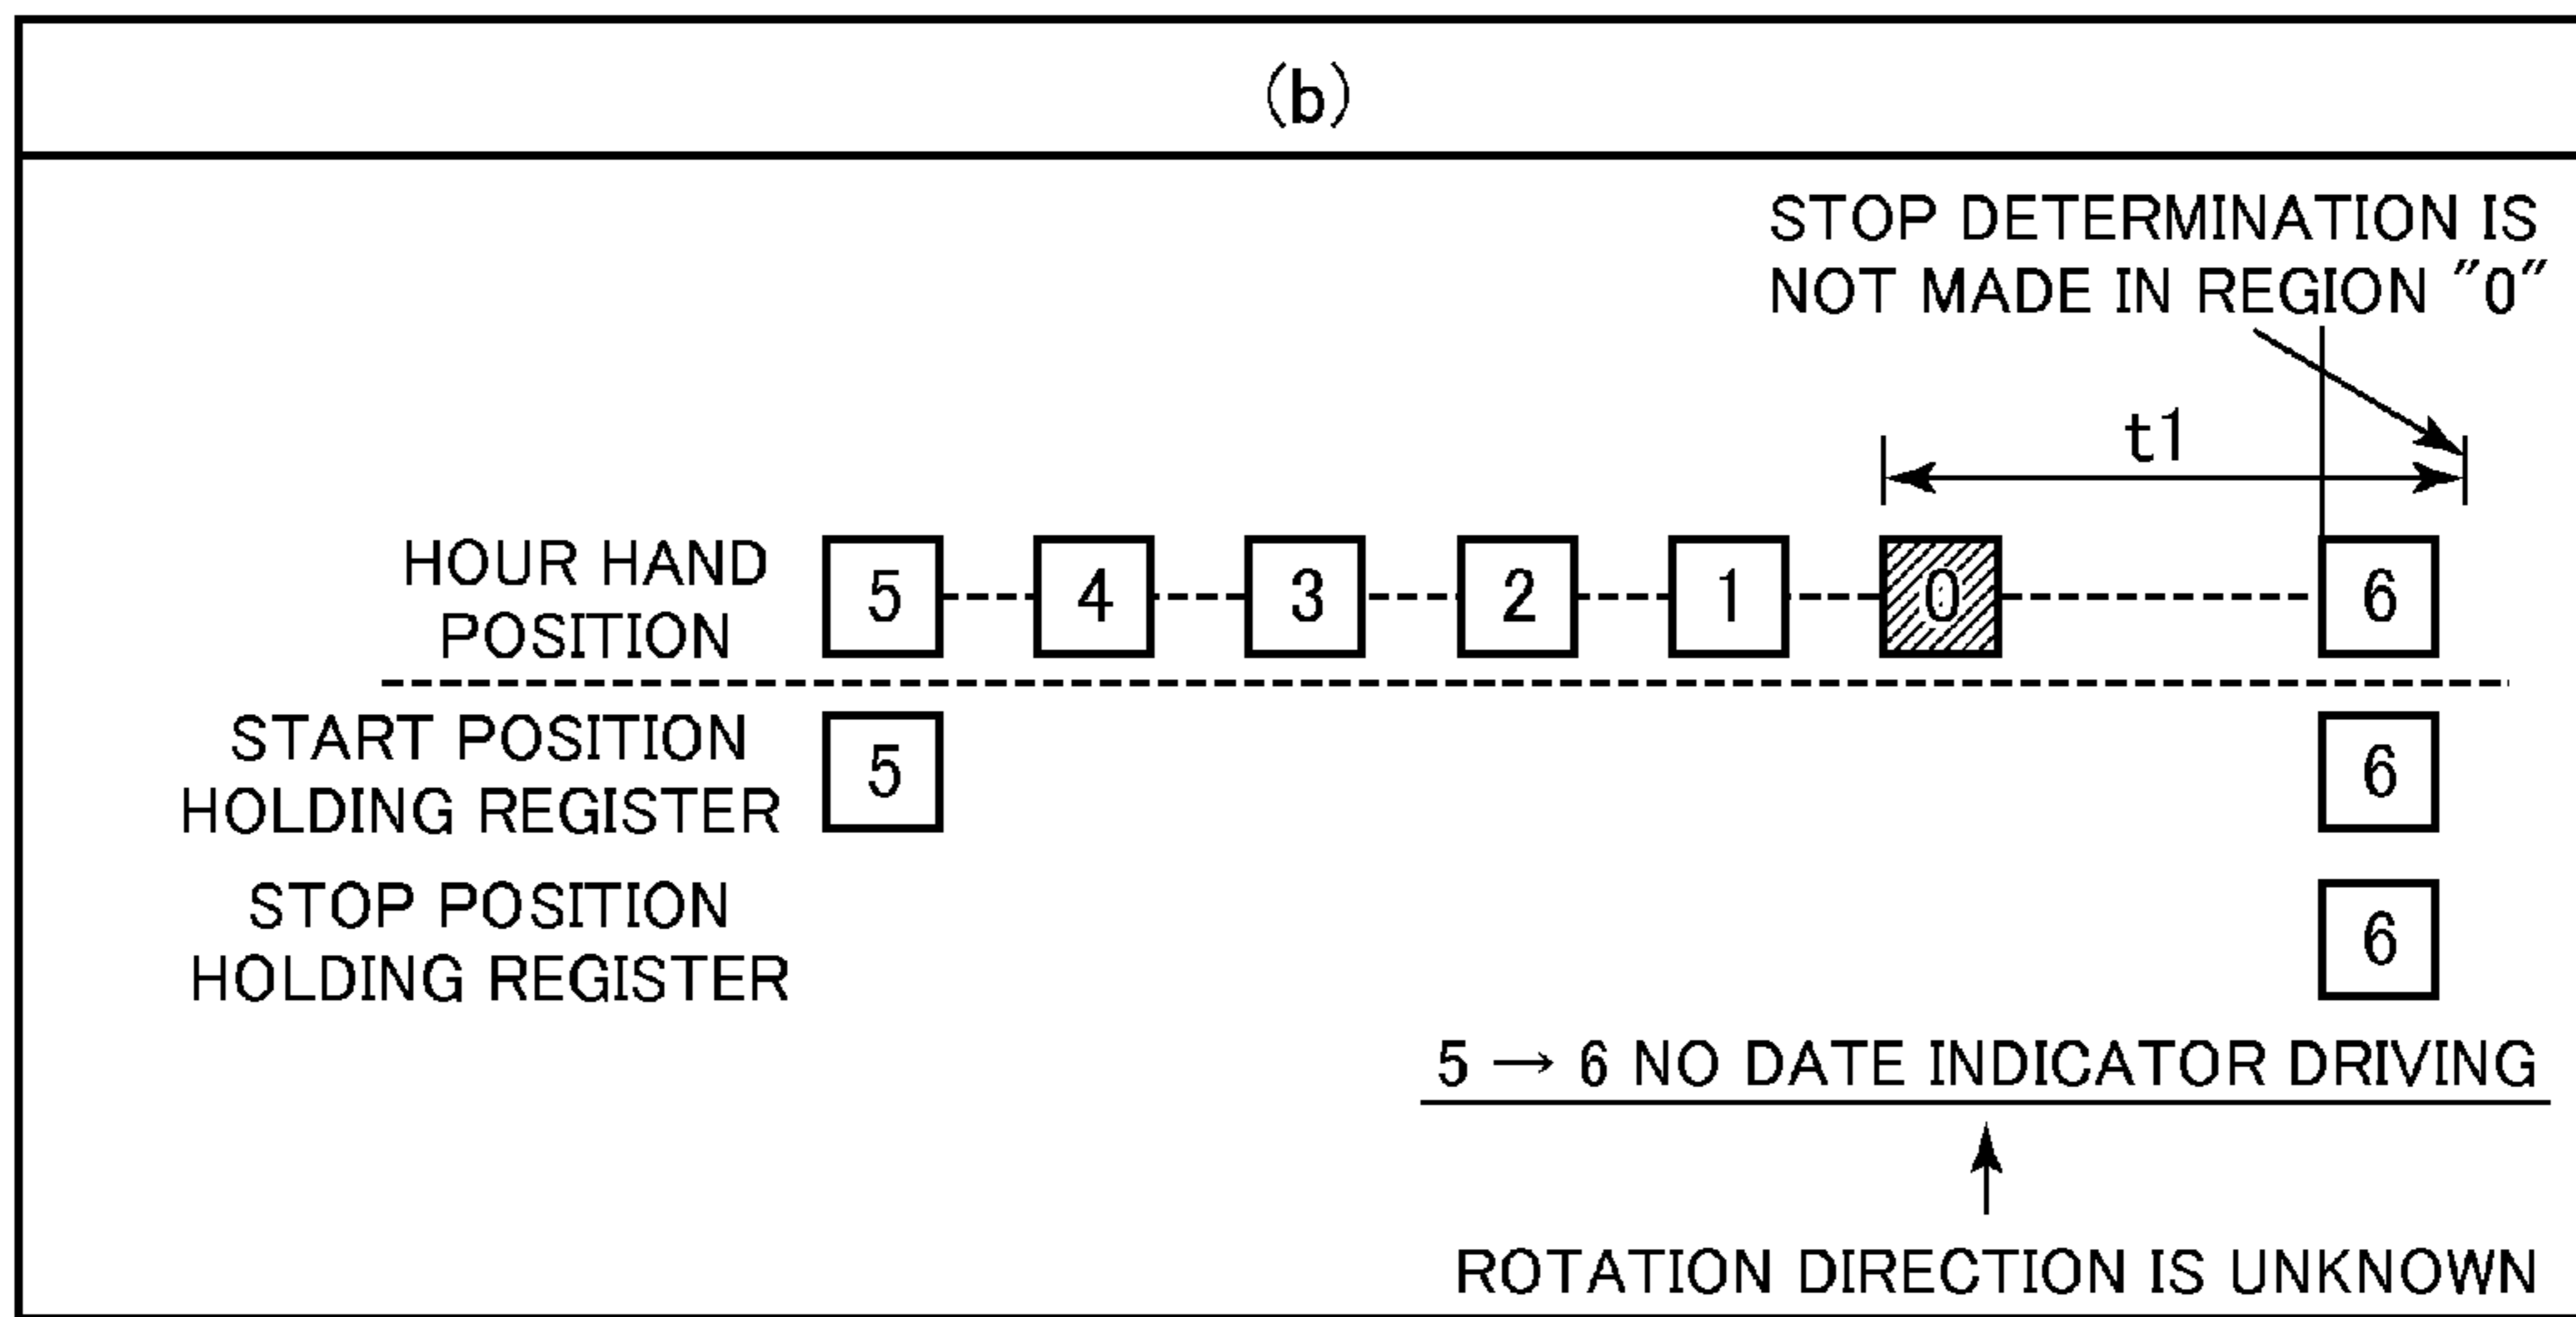 (b)
STOP DETERMINATION IS
NOT MADE IN REGION "0"
t1
HOUR HAND
POSITION
5 4 3 2 1 0 6
START POSITION
HOLDING REGISTER
5 6
STOP POSITION
HOLDING REGISTER
6
5 → 6 NO DATE INDICATOR DRIVING
ROTATION DIRECTION IS UNKNOWN